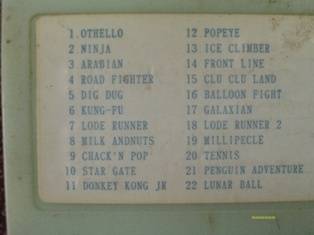 1 OTHELLO
2 NINJA
3 ARABIAN
4 ROAD FIGHTER
5 DIG DUG
6 KUNG-FU
7 LODE RUNNER
8 MILK ANDNUTS
9 CHACK'N POP
10 STAR GATE
11 DONKEY KONG JR
12 POPEYE
13 ICE CLIMBER
14 FRONT LINE
15 CLU CLU LAND
16 BALLOON FIGHT
17 GALAXIAN
18 LODE RUNNER 2
19 MILLIPECLE
20 TENNIS
21 PENGUIN ADVENTURE
22 LUNAR BALL